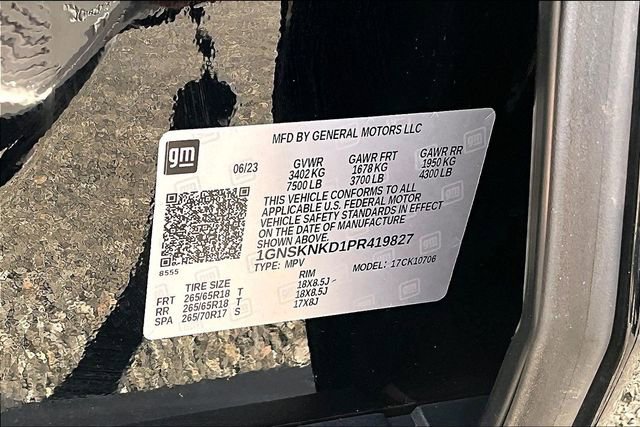 MFD BY GENERAL MOTORS LLC
gm
06/23 GVWR GAWR FRT GAWR RR
3402 KG 1678 KG 1950 KG
7500 LB 3700 LB 4300 LB
THIS VEHICLE CONFORMS TO ALL
APPLICABLE U.S. FEDERAL MOTOR
VEHICLE SAFETY STANDARDS IN EFFECT
ON THE DATE OF MANUFACTURE
SHOWN ABOVE.
8555
1GNSKNKD1PR419827
TYPE: MPV MODEL: 17CK10706
TIRE SIZE RIM
FRT 265/65R18 T 18X8.5J
RR 265/65R18 T 18X8.5J
SPA 265/70R17 S 17X8J